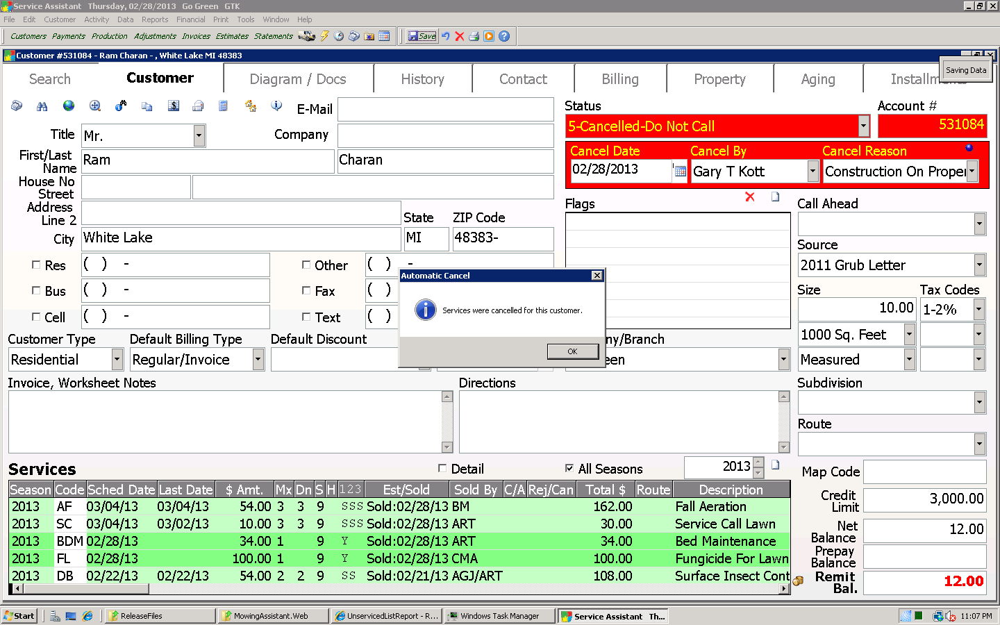 Service Assistant Thursday, 02/28/2013 Go Green GTK
File Edit Customer Activity Data Reports Financial Print Tools Window Help
Customers Payments Production Adjustments Invoices Estimates Statements Save
Customer #531084 - Ram Charan - , White Lake MI 48383
Saving Data
Search Customer Diagram / Docs History Contact Billing Property Aging
E-Mail
Status
Account #
5-Cancelled-Do Not Call
531084
Title Mr.
Company
Cancel Date Cancel By Cancel Reason
02/28/2013 Gary T Kott Construction On Proper
First/Last
Name
Ram
Charan
House No
Street
Address
Line 2
State
ZIP Code
City White Lake MI 48383-
Flags
Call Ahead
Source
2011 Grub Letter
Size
Tax Codes
10.00 1-2%
1000 Sq. Feet
Measured
Res ( ) -
Other ( ) -
Bus ( ) -
Fax ( )
Cell ( ) -
Text ( )
Automatic Cancel
Services were cancelled for this customer.
OK
Customer Type Default Billing Type Default Discount ny/Branch
Residential Regular/Invoice een
Invoice, Worksheet Notes
Directions
Subdivision
Route
Services
Detail
All Seasons
2013
Season Code Sched Date Last Date $ Amt. Mx Dn S H 123 Est/Sold Sold By C/A Rej/Can Total $ Route Description
2013 AF 03/04/13 03/04/13 54.00 3 3 9 SSS Sold:02/28/13 BM 162.00 Fall Aeration
2013 SC 03/04/13 03/02/13 10.00 3 3 9 SSS Sold:02/28/13 ART 30.00 Service Call Lawn
2013 BDM 02/28/13 34.00 1 9 Y Sold:02/28/13 ART 34.00 Bed Maintenance
2013 FL 02/28/13 100.00 1 9 Y Sold:02/28/13 CMA 100.00 Fungicide For Lawn
2013 DB 02/22/13 02/22/13 54.00 2 2 9 SS Sold:02/21/13 AGJ/ART 108.00 Surface Insect Cont
Map Code
Credit
Limit
3,000.00
Net
Balance
12.00
Prepay
Balance
Remit
Bal.
12.00
Start ReleaseFiles MowingAssistant.Web UnservicedListReport - R... Windows Task Manager Service Assistant Th... 11:07 PM